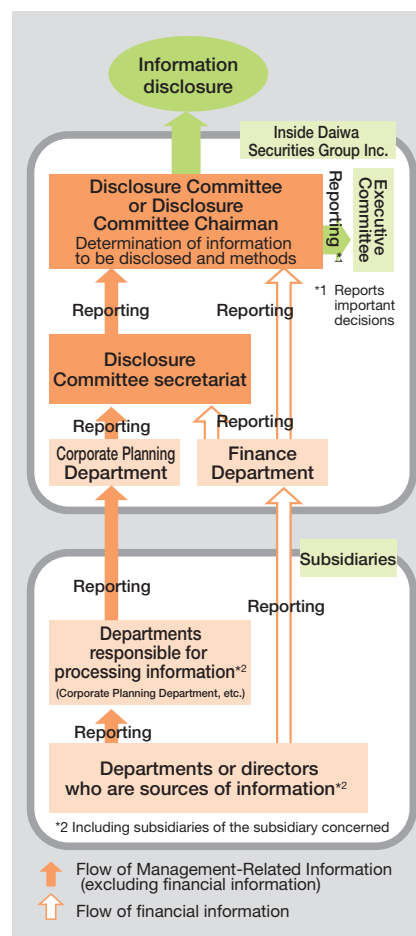 Information
disclosure
Inside Daiwa
Securities Group Inc.
Disclosure Committee
or Disclosure
Committee Chairman
Determination of information
to be disclosed and methods
Reporting
*1
Executive
Committee
*1 Reports
important
decisions
Reporting
Reporting
Disclosure
Committee secretariat
Reporting
Reporting
Corporate Planning
Department
Finance
Department
Subsidiaries
Reporting
Reporting
Departments
responsible for
processing information*2
(Corporate Planning Department, etc.)
Reporting
Departments or directors
who are sources of information*2
*2 Including subsidiaries of the subsidiary concerned
Flow of Management-Related Information
(excluding financial information)
Flow of financial information